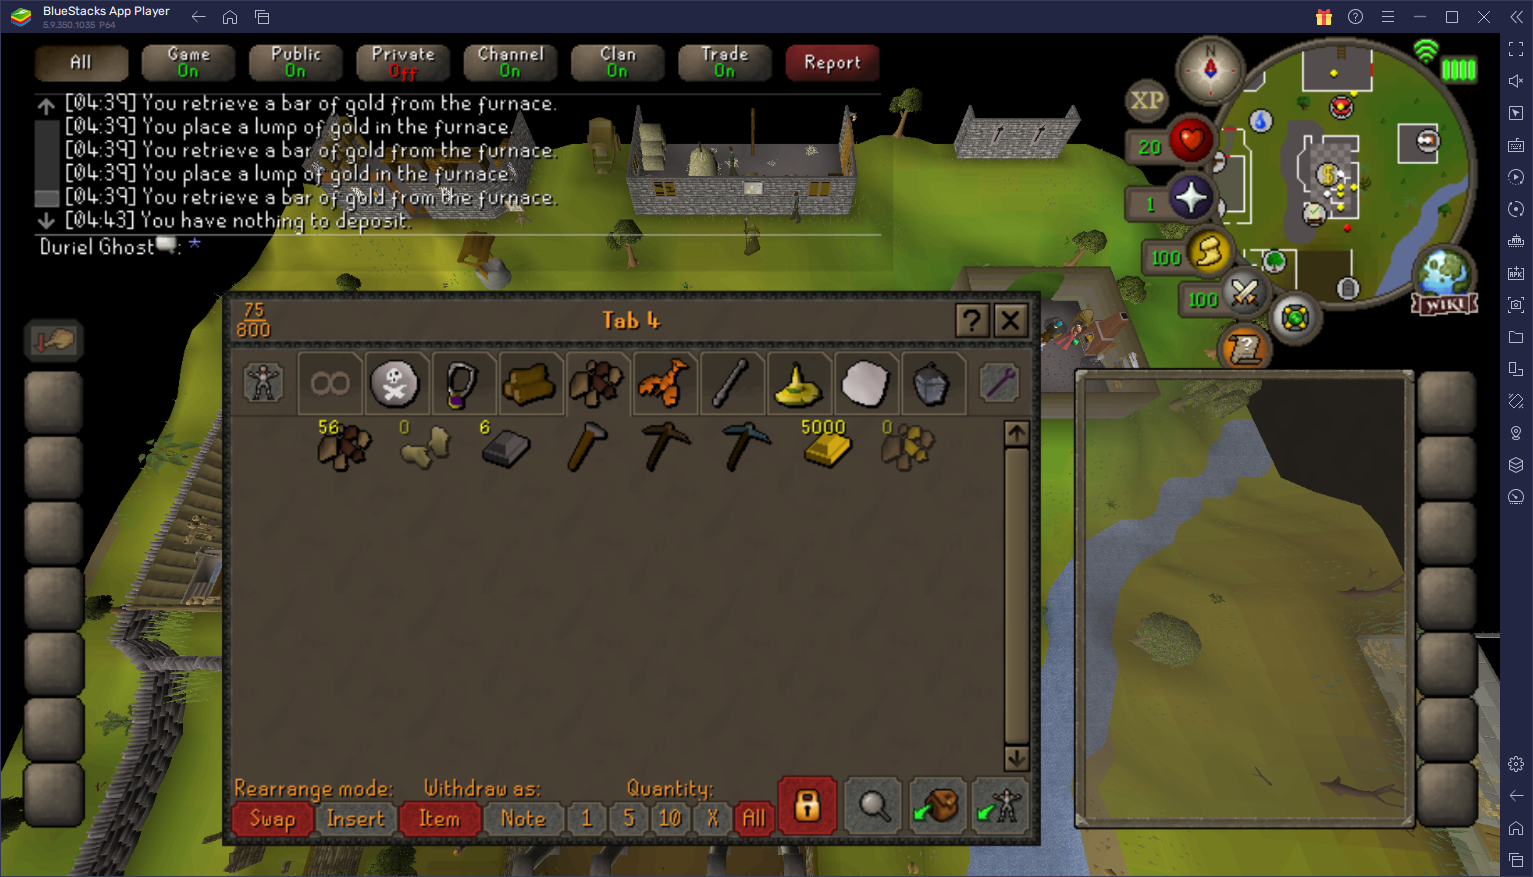 BlueStacks App Player
5.9.350.1035 P64
All
Game
On
Public
On
Private
Off
Channel
On
Clan
On
Trade
On
Report
[04:39] You retrieve a bar of gold from the furnace.
[04:39] You place a lump of gold in the furnace.
[04:39] You retrieve a bar of gold from the furnace.
[04:39] You place a lump of gold in the furnace.
[04:39] You retrieve a bar of gold from the furnace.
[04:43] You have nothing to deposit.
Duriel Ghost: *
N
XP
20
1
100
100
WIKI
75
800
Tab 4
?
56
0
6
5000
0
Rearrange mode:
Withdraw as:
Quantity:
Swap
Insert
Item
Note
1
5
10
X
All